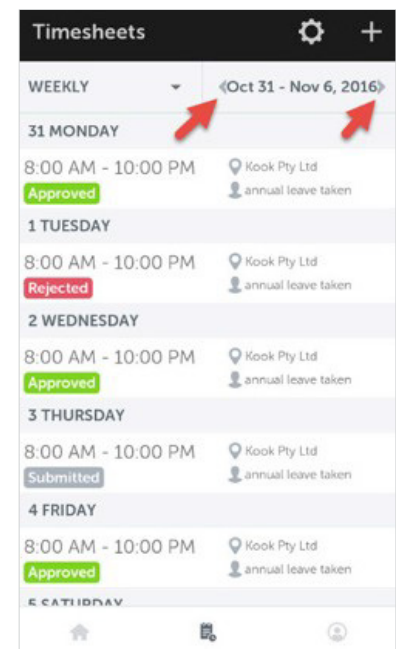 Timesheets
WEEKLY
Oct 31 - Nov 6, 2016
31 MONDAY
8:00 AM - 10:00 PM Kook Pty Ltd
Approved annual leave taken
1 TUESDAY
8:00 AM - 10:00 PM Kook Pty Ltd
Rejected annual leave taken
2 WEDNESDAY
8:00 AM - 10:00 PM Kook Pty Ltd
Approved annual leave taken
3 THURSDAY
8:00 AM - 10:00 PM Kook Pty Ltd
Submitted annual leave taken
4 FRIDAY
8:00 AM - 10:00 PM Kook Pty Ltd
Approved annual leave taken
5 SATURDAY